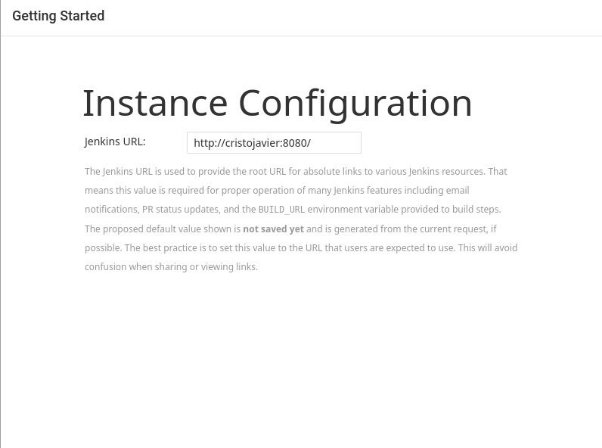 Getting Started
Instance Configuration
Jenkins URL: http://cristojavier:8080/
The Jenkins URL is used to provide the root URL for absolute links to various Jenkins resources. That
means this value is required for proper operation of many Jenkins features including email
notifications, PR status updates, and the BUILD_URL environment variable provided to build steps.
The proposed default value shown is not saved yet and is generated from the current request, if
possible. The best practice is to set this value to the URL that users are expected to use. This will avoid
confusion when sharing or viewing links.